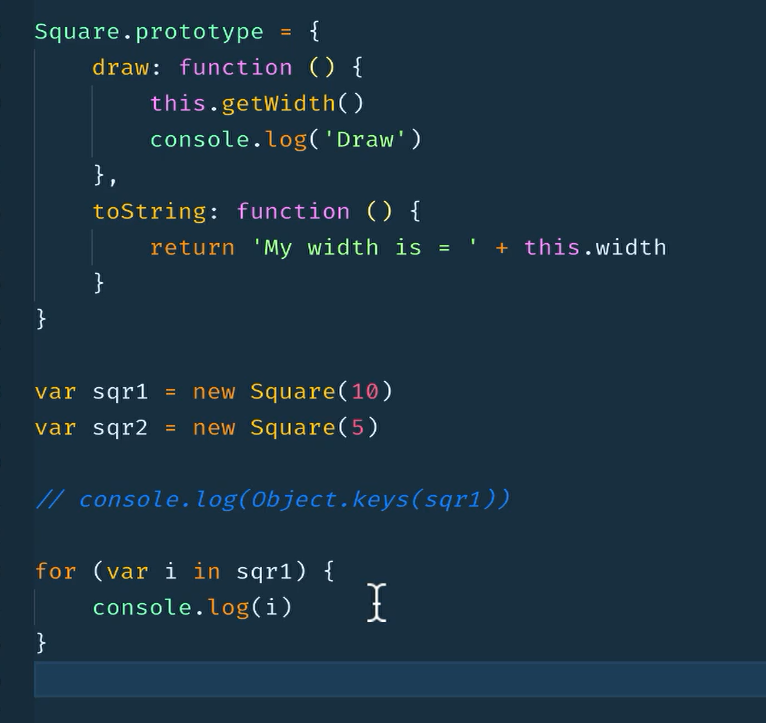 Square.prototype = {
draw: function () {
this.getWidth()
console.log('Draw')
},
toString: function () {
return 'My width is = ' + this.width
}
}
var sqr1 = new Square(10)
var sqr2 = new Square(5)
// console.log(Object.keys(sqr1))
for (var i in sqr1) {
console.log(i)
}